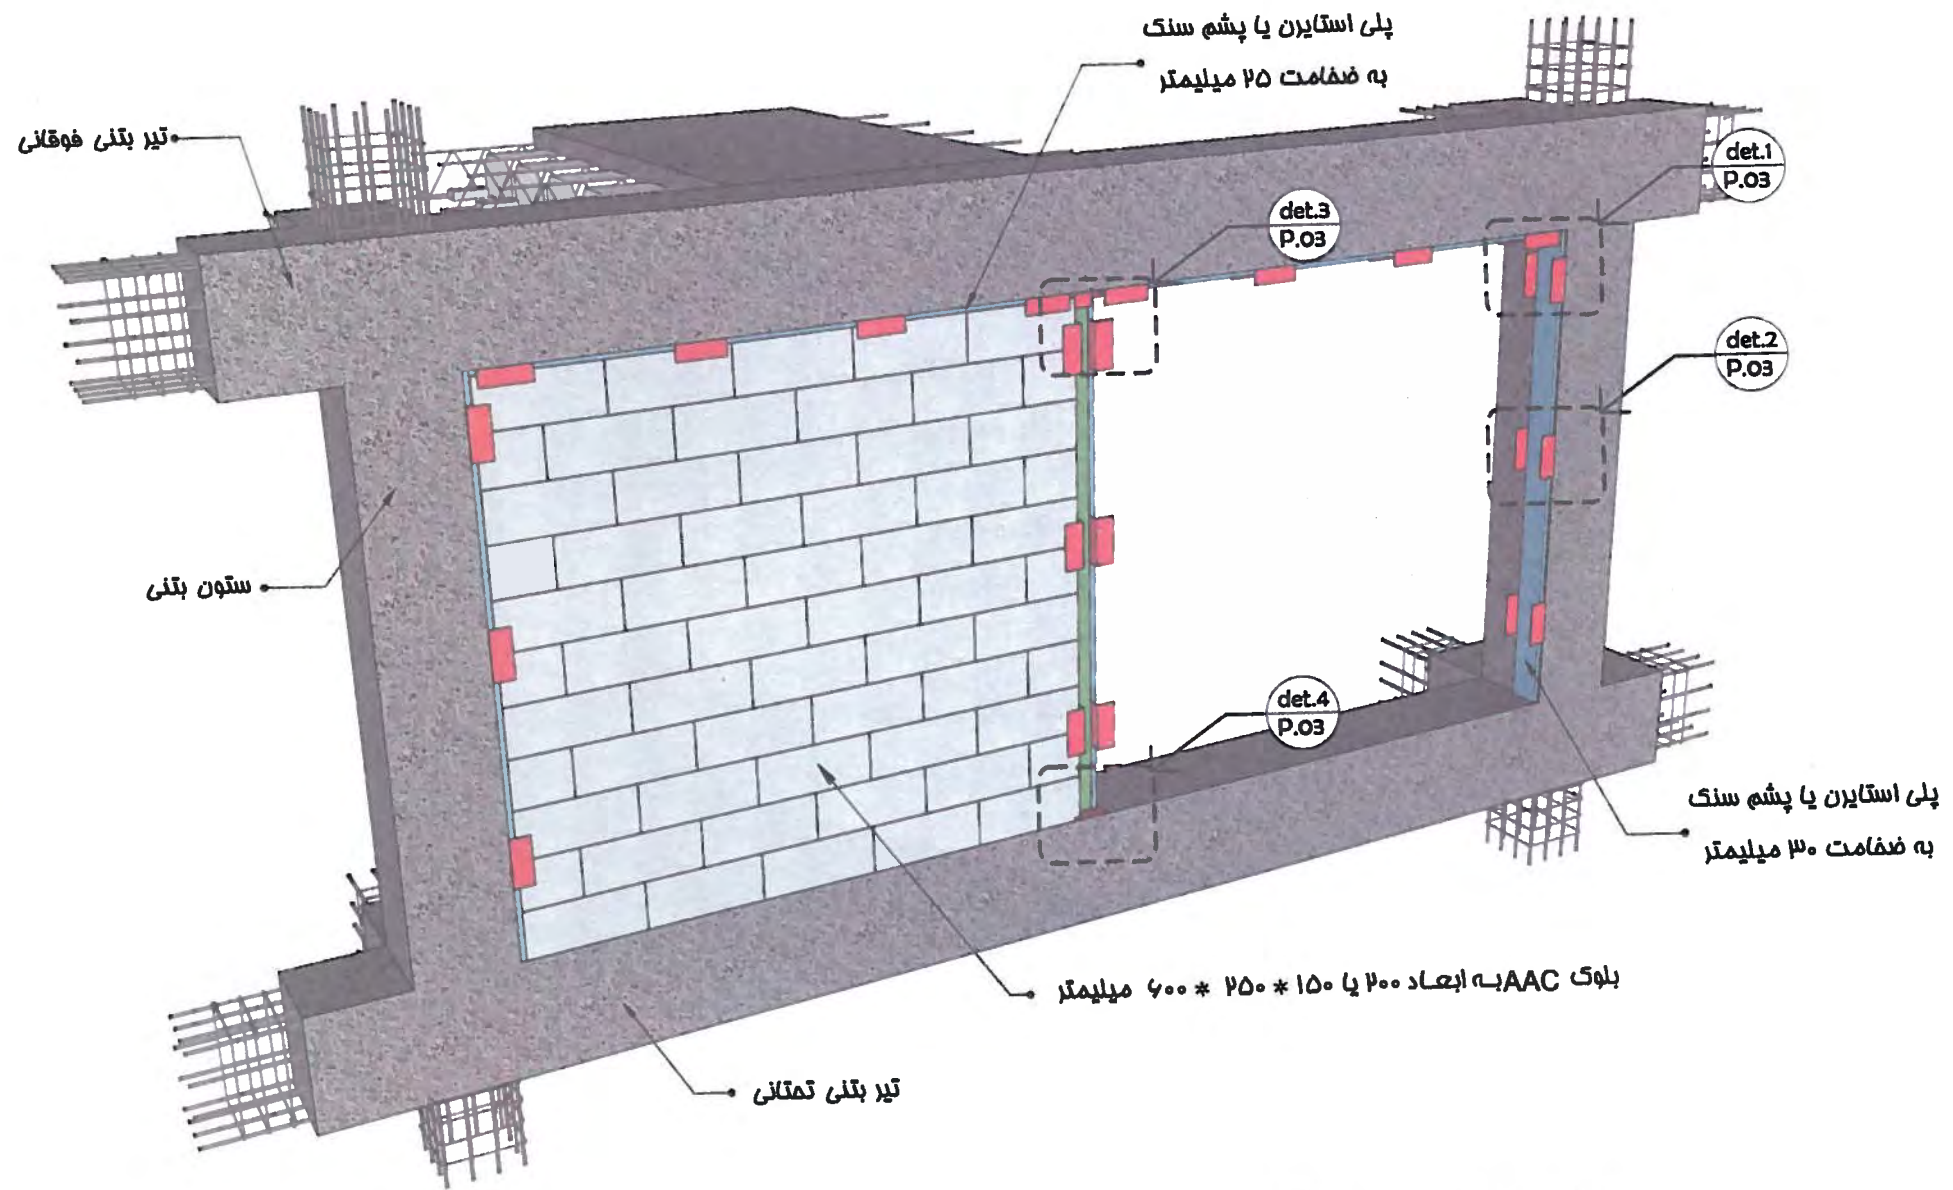 پلی استایرن یا پشم سنگ
به ضخامت ۲۵ میلیمتر
تیر بتنی فوقانی
det.1
P.03
det.3
P.03
det.2
P.03
ستون بتنی
det.4
P.03
پلی استایرن یا پشم سنگ
به ضخامت ۳۰ میلیمتر
بلوک AAC به ابعاد ۲۰۰ یا ۱۵۰ * ۲۵۰ * ۶۰۰ میلیمتر
تیر بتنی تحتانی